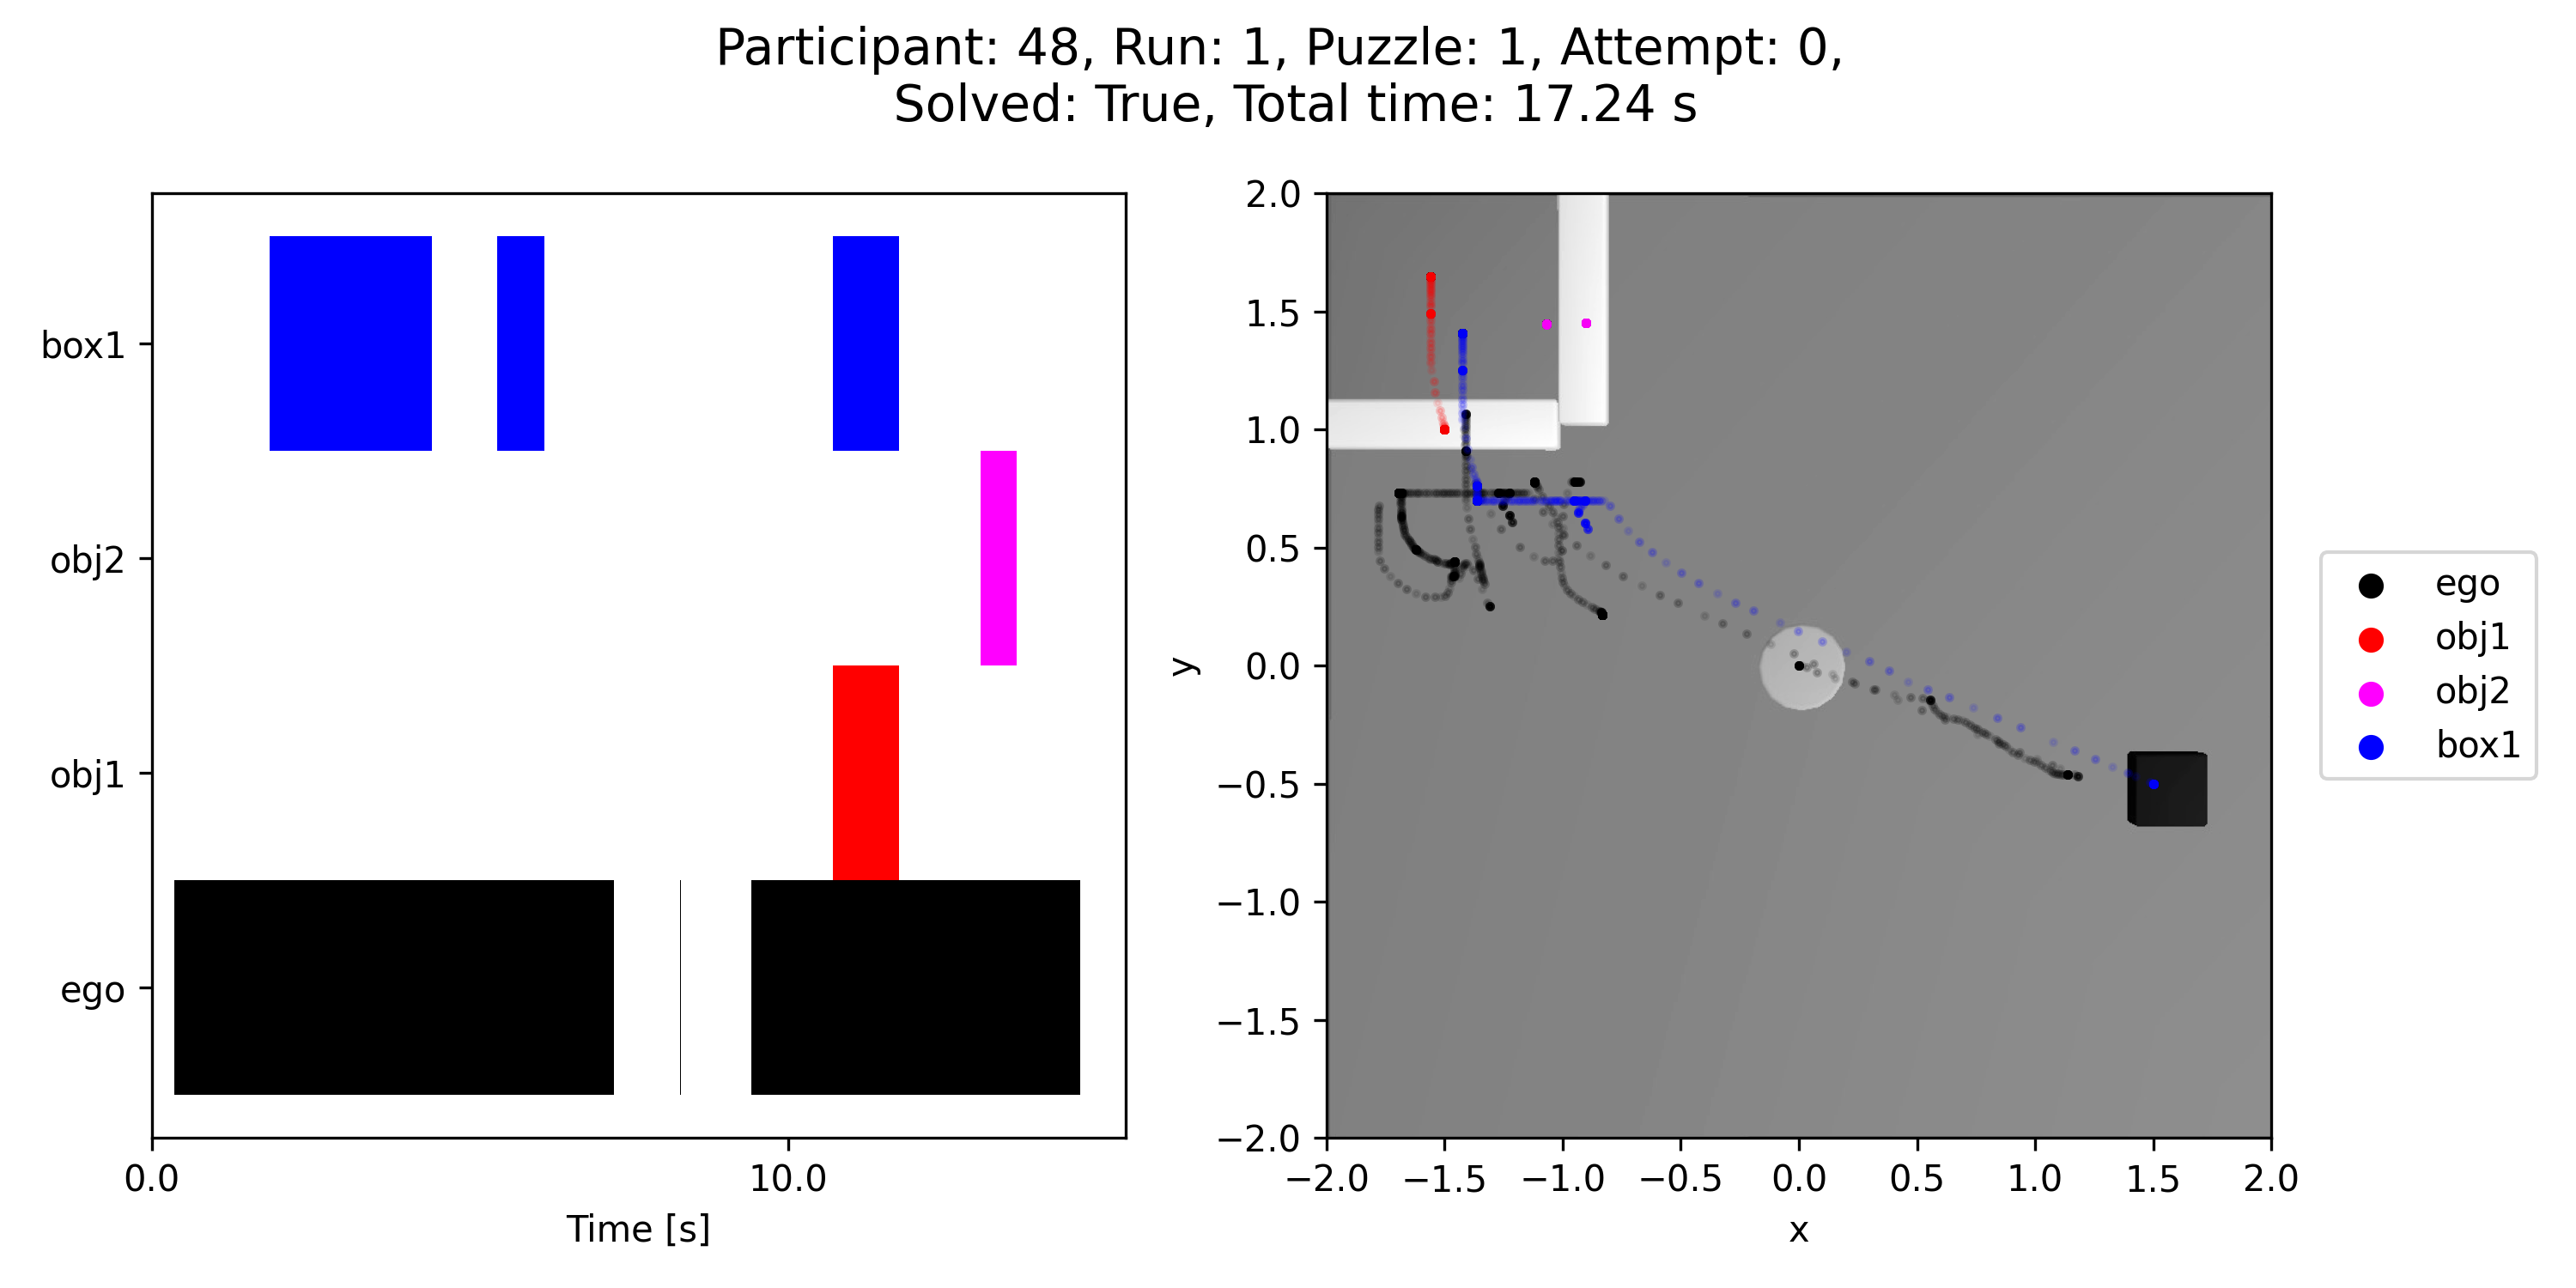 Participant: 48, Run: 1, Puzzle: 1, Attempt: 0,
Solved: True, Total time: 17.24 s
box1
obj2
obj1
ego
0.0
10.0
Time [s]
2.0
1.5
1.0
0.5
0.0
−0.5
−1.0
−1.5
−2.0
y
−2.0
−1.5
−1.0
−0.5
0.0
0.5
1.0
1.5
2.0
x
ego
obj1
obj2
box1